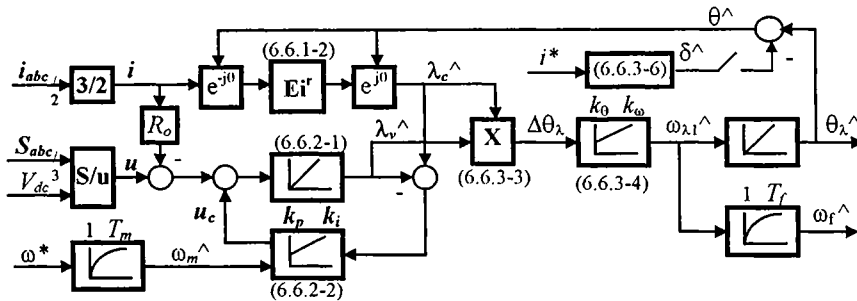 θ^
(6.6.1-2)
i*
(6.6.3-6)
δ^
-
i_abc
2
3/2
i
e^-jθ
Ei^r
e^jθ
λ_c^
R_o
(6.6.2-1)
λ_v^
X
Δθ_λ
k_θ k_ω
ω_λ1^
θ_λ^
S_abc
3
V_dc
S/u
u
-
-
(6.6.3-3)
(6.6.3-4)
u_c
k_p k_i
1 T_f
ω_f^
1 T_m
ω*
ω_m^
(6.6.2-2)